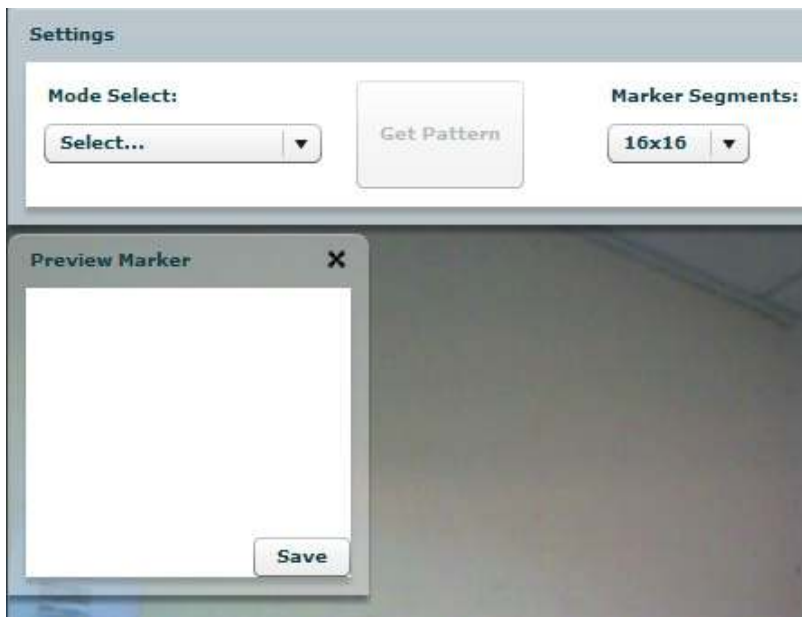 Settings
Mode Select:
Marker Segments:
Select...
Get Pattern
16x16
Preview Marker
Save